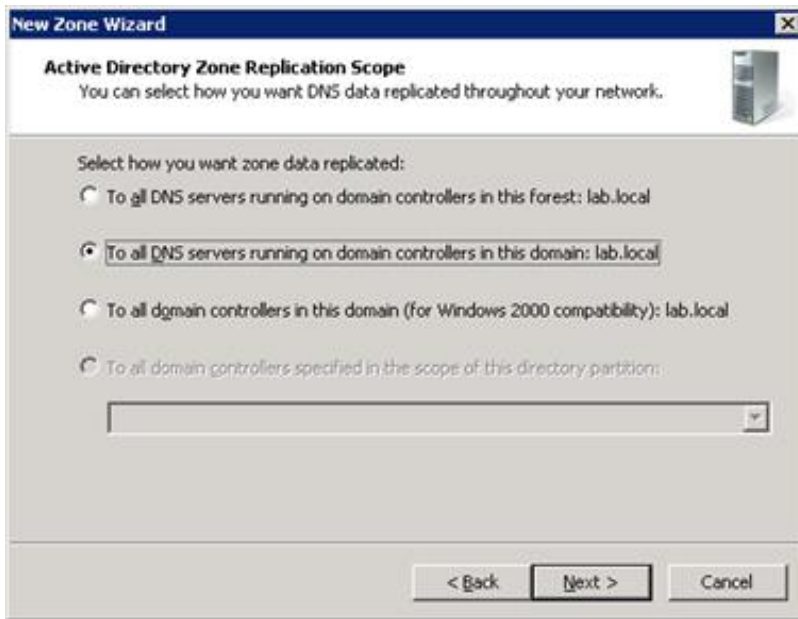 New Zone Wizard
Active Directory Zone Replication Scope
You can select how you want DNS data replicated throughout your network.
Select how you want zone data replicated:
To all DNS servers running on domain controllers in this forest: lab.local
To all DNS servers running on domain controllers in this domain: lab.local
To all domain controllers in this domain (for Windows 2000 compatibility): lab.local
To all domain controllers specified in the scope of this directory partition:
< Back
Next >
Cancel